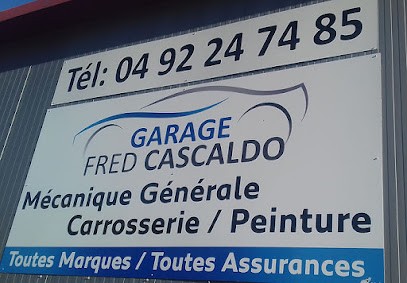 Tél: 04 92 24 74 85
GARAGE
FRED CASCALDO
Mécanique Générale
Carrosserie / Peinture
Toutes Marques / Toutes Assurances